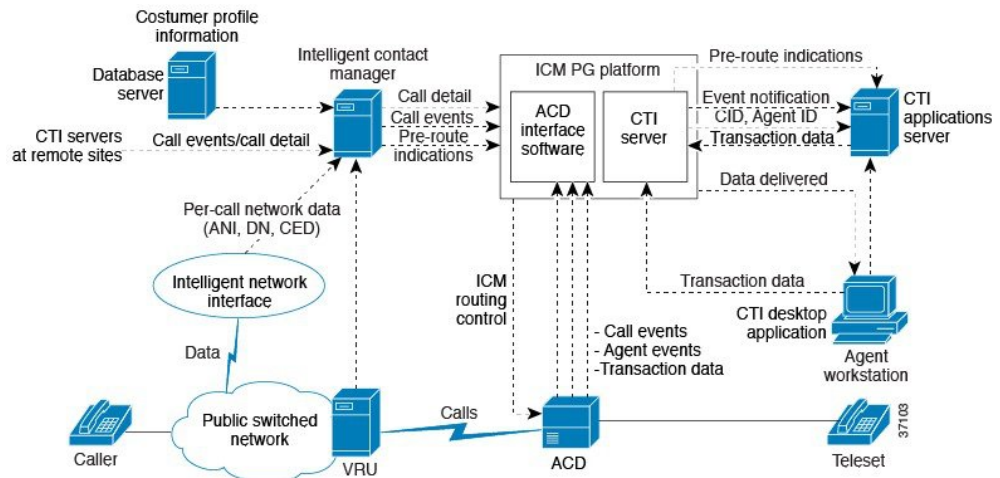 Costumer profile
information
Database
server
Intelligent contact
manager
CTI servers
at remote sites
Call events/call detail
Call detail
Call events
Pre-route
indications
ICM PG platform
ACD
interface
software
CTI
server
Pre-route indications
Event notification
CID, Agent ID
Transaction data
CTI
applications
server
Data delivered
Per-call network data
(ANI, DN, CED)
Intelligent network
interface
ICM
routing
control
Transaction data
CTI desktop
application
Agent
workstation
- Call events
- Agent events
-Transaction data
Data
Public switched
network
Calls
Caller
VRU
ACD
Teleset
37103